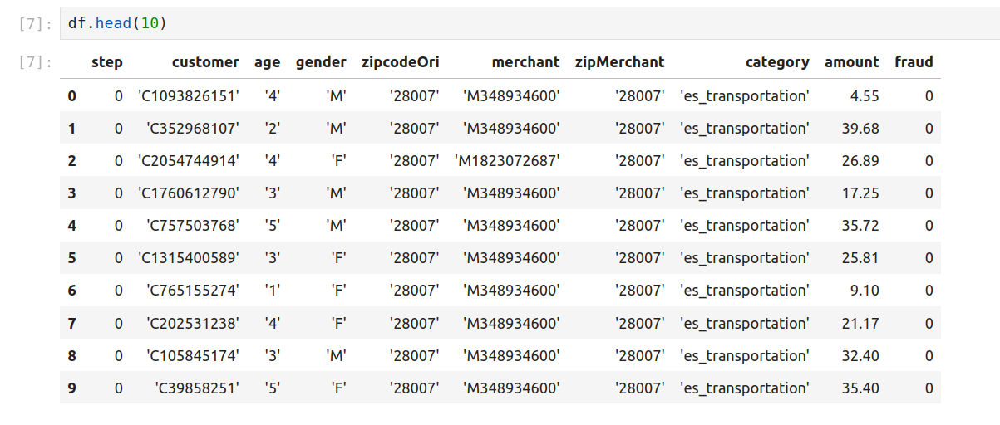 [7]: df.head(10)
[7]: step customer age gender zipcodeOri merchant zipMerchant category amount fraud
0 0 'C1093826151' '4' 'M' '28007' 'M348934600' '28007' 'es_transportation' 4.55 0
1 0 'C352968107' '2' 'M' '28007' 'M348934600' '28007' 'es_transportation' 39.68 0
2 0 'C2054744914' '4' 'F' '28007' 'M1823072687' '28007' 'es_transportation' 26.89 0
3 0 'C1760612790' '3' 'M' '28007' 'M348934600' '28007' 'es_transportation' 17.25 0
4 0 'C757503768' '5' 'M' '28007' 'M348934600' '28007' 'es_transportation' 35.72 0
5 0 'C1315400589' '3' 'F' '28007' 'M348934600' '28007' 'es_transportation' 25.81 0
6 0 'C765155274' '1' 'F' '28007' 'M348934600' '28007' 'es_transportation' 9.10 0
7 0 'C202531238' '4' 'F' '28007' 'M348934600' '28007' 'es_transportation' 21.17 0
8 0 'C105845174' '3' 'M' '28007' 'M348934600' '28007' 'es_transportation' 32.40 0
9 0 'C39858251' '5' 'F' '28007' 'M348934600' '28007' 'es_transportation' 35.40 0